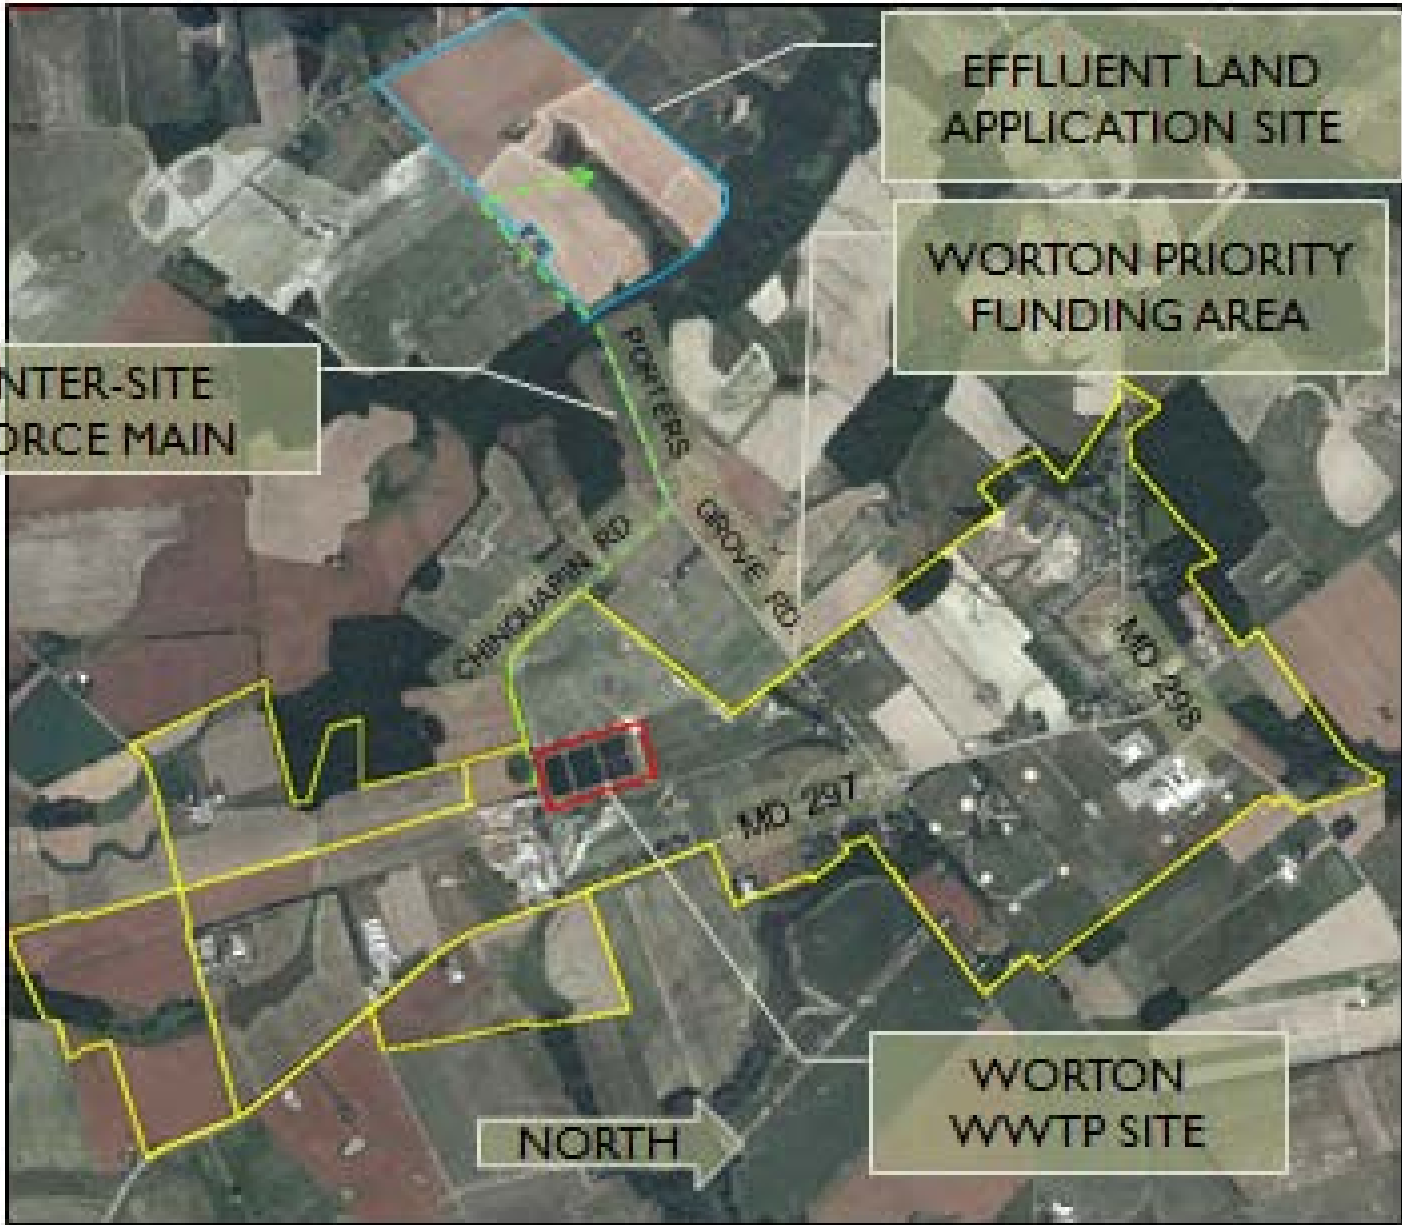 EFFLUENT LAND
APPLICATION SITE
WORTON PRIORITY
FUNDING AREA
NTER-SITE
ORCE MAIN
PORTERS
GROVE RD.
CHINQUAPIN RD.
MD 298
MD 297
WORTON
WWTP SITE
NORTH